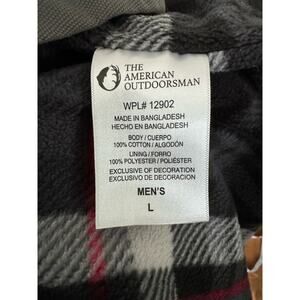 THE
AMERICAN
OUTDOORSMAN
WPL# 12902
MADE IN BANGLADESH
HECHO EN BANGLADESH
BODY / CUERPO
100% COTTON / ALGODÓN
LINING / FORRO
100% POLYESTER / POLIÉSTER
EXCLUSIVE OF DECORATION
EXCLUSIVO DE DECORACION
MEN'S
L